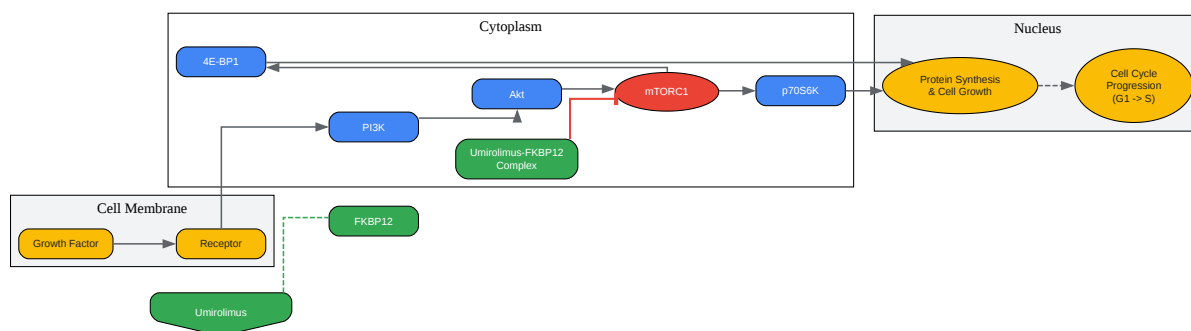 Cytoplasm
Nucleus
4E-BP1
Protein Synthesis
& Cell Growth
Cell Cycle
Progression
(G1 -> S)
Akt
mTORC1
p70S6K
PI3K
Umirolimus-FKBP12
Complex
Cell Membrane
FKBP12
Growth Factor
Receptor
Umirolimus